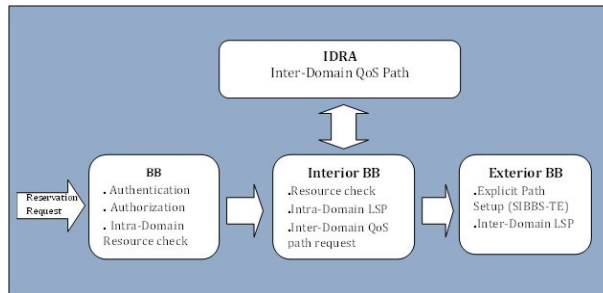 IDRA
Inter-Domain QoS Path
Reservation
Request
BB
. Authentication
. Authorization
. Intra-Domain
Resource check
Interior BB
.Resource check
.Intra-Domain LSP
.Inter-Domain QoS
path request
Exterior BB
.Explicit Path
Setup (SIBBS-TE)
.Inter-Domain LSP